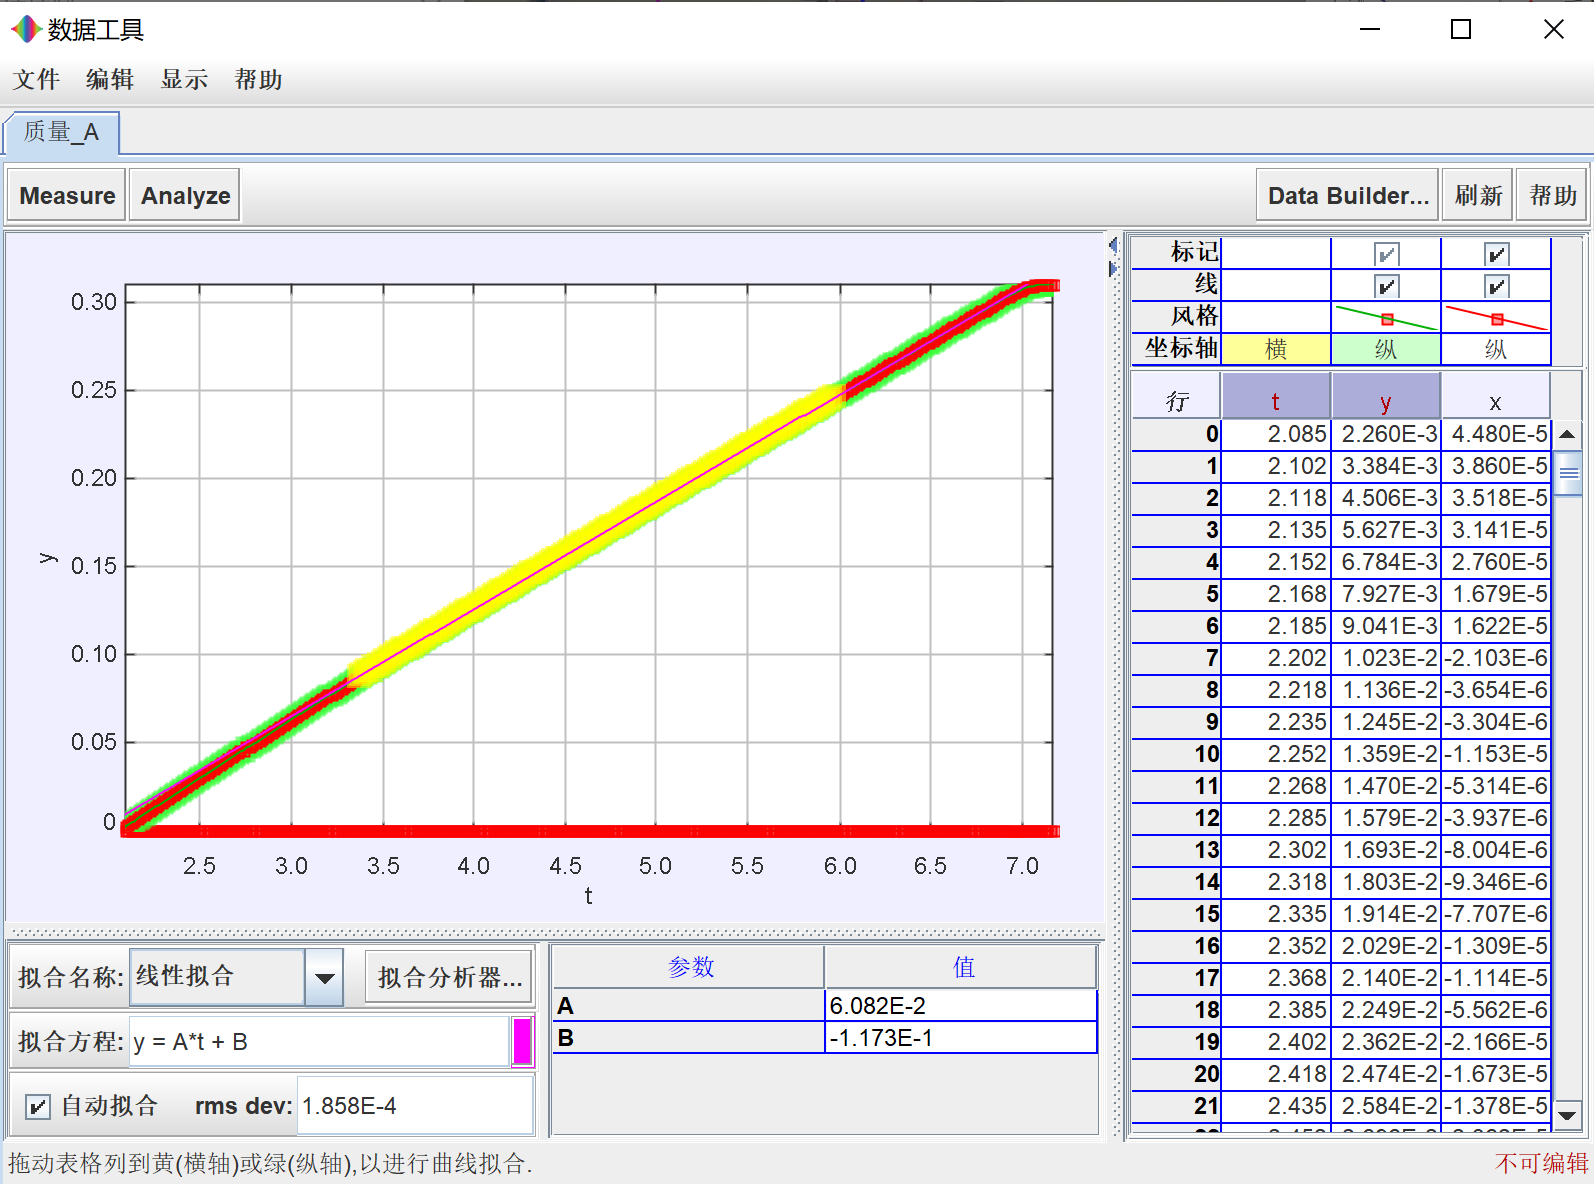 数据工具
文件 编辑 显示 帮助
质量_A
Measure Analyze Data Builder... 刷新 帮助
标记
线
风格
坐标轴 横 纵 纵
行 t y x
0 2.085 2.260E-3 4.480E-5
1 2.102 3.384E-3 3.860E-5
2 2.118 4.506E-3 3.518E-5
3 2.135 5.627E-3 3.141E-5
4 2.152 6.784E-3 2.760E-5
5 2.168 7.927E-3 1.679E-5
6 2.185 9.041E-3 1.622E-5
7 2.202 1.023E-2 -2.103E-6
8 2.218 1.136E-2 -3.654E-6
9 2.235 1.245E-2 -3.304E-6
10 2.252 1.359E-2 -1.153E-5
11 2.268 1.470E-2 -5.314E-6
12 2.285 1.579E-2 -3.937E-6
13 2.302 1.693E-2 -8.004E-6
14 2.318 1.803E-2 -9.346E-6
15 2.335 1.914E-2 -7.707E-6
16 2.352 2.029E-2 -1.309E-5
17 2.368 2.140E-2 -1.114E-5
18 2.385 2.249E-2 -5.562E-6
19 2.402 2.362E-2 -2.166E-5
20 2.418 2.474E-2 -1.673E-5
21 2.435 2.584E-2 -1.378E-5
0.30
0.25
0.20
0.15
0.10
0.05
0
y
2.5 3.0 3.5 4.0 4.5 5.0 5.5 6.0 6.5 7.0
t
拟合名称: 线性拟合 拟合分析器...
拟合方程: y = A*t + B
自动拟合 rms dev: 1.858E-4
参数 值
A 6.082E-2
B -1.173E-1
拖动表格列到黄(横轴)或绿(纵轴),以进行曲线拟合. 不可编辑